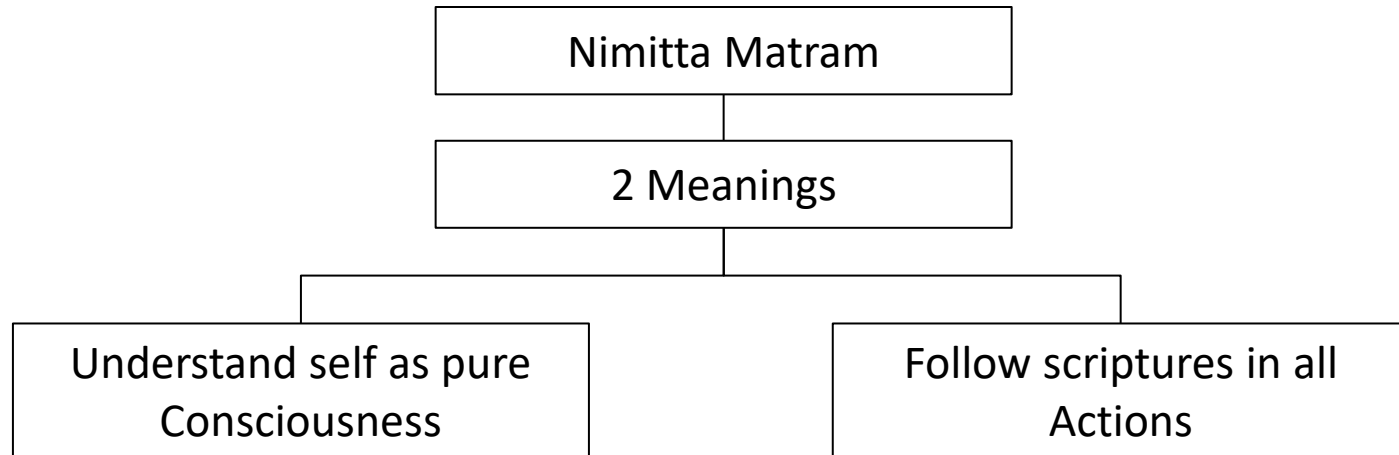 Nimitta Matram
2 Meanings
Understand self as pure
Consciousness
Follow scriptures in all
Actions